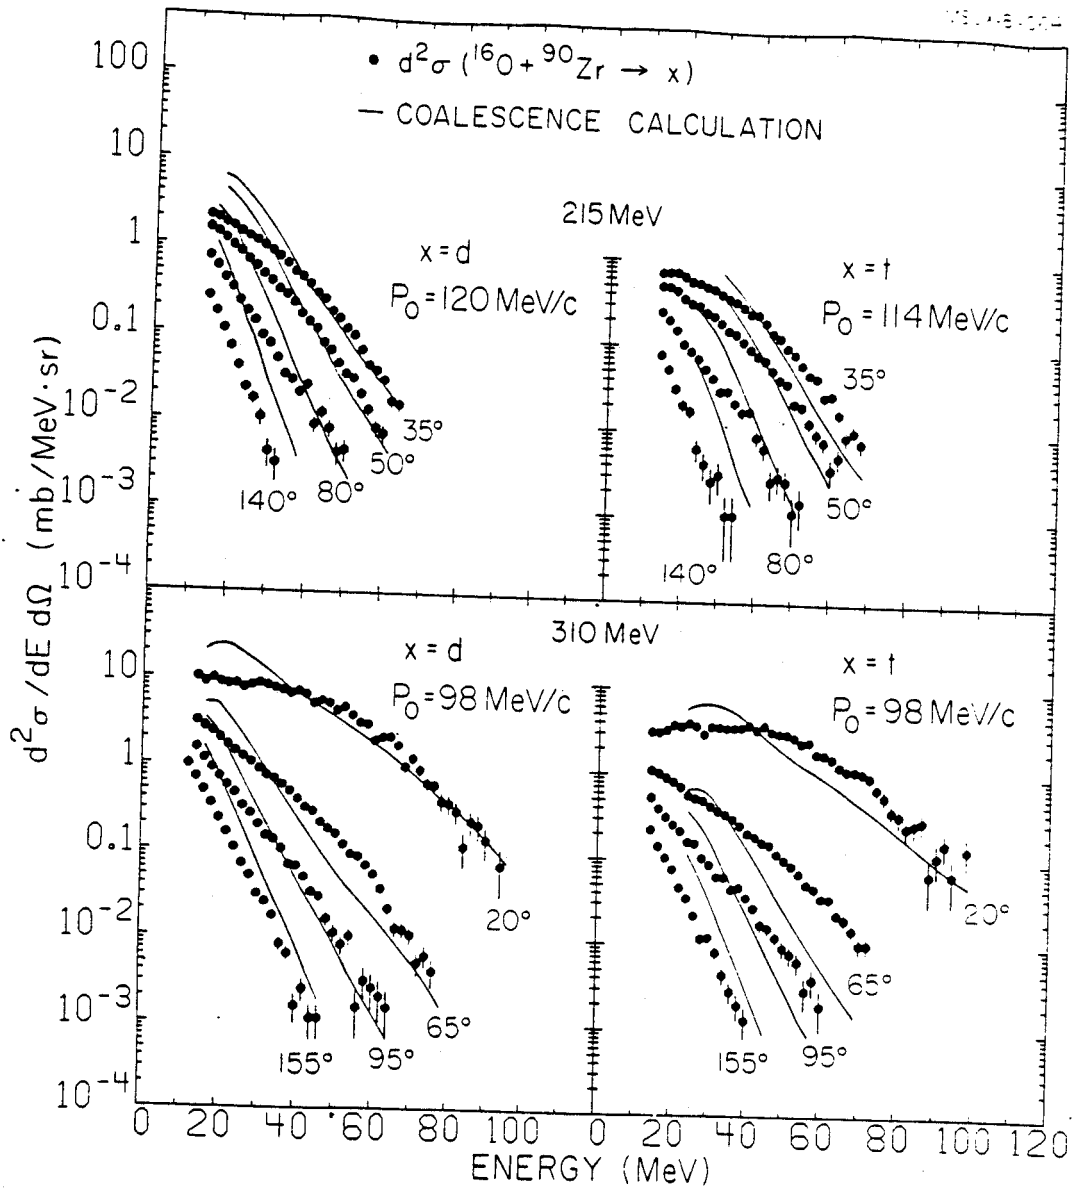 • d²σ (¹⁶O + ⁹⁰Zr → x)
— COALESCENCE CALCULATION
d²σ/dE dΩ (mb/MeV·sr)
100
10
1
0.1
10⁻²
10⁻³
10⁻⁴
215 MeV
x = d
P₀ = 120 MeV/c
35°
50°
80°
140°
x = t
P₀ = 114 MeV/c
35°
50°
80°
140°
310 MeV
10
1
0.1
10⁻²
10⁻³
10⁻⁴
x = d
P₀ = 98 MeV/c
20°
65°
95°
155°
x = t
P₀ = 98 MeV/c
20°
65°
95°
155°
0 20 40 60 80 100 0 20 40 60 80 100 120
ENERGY (MeV)